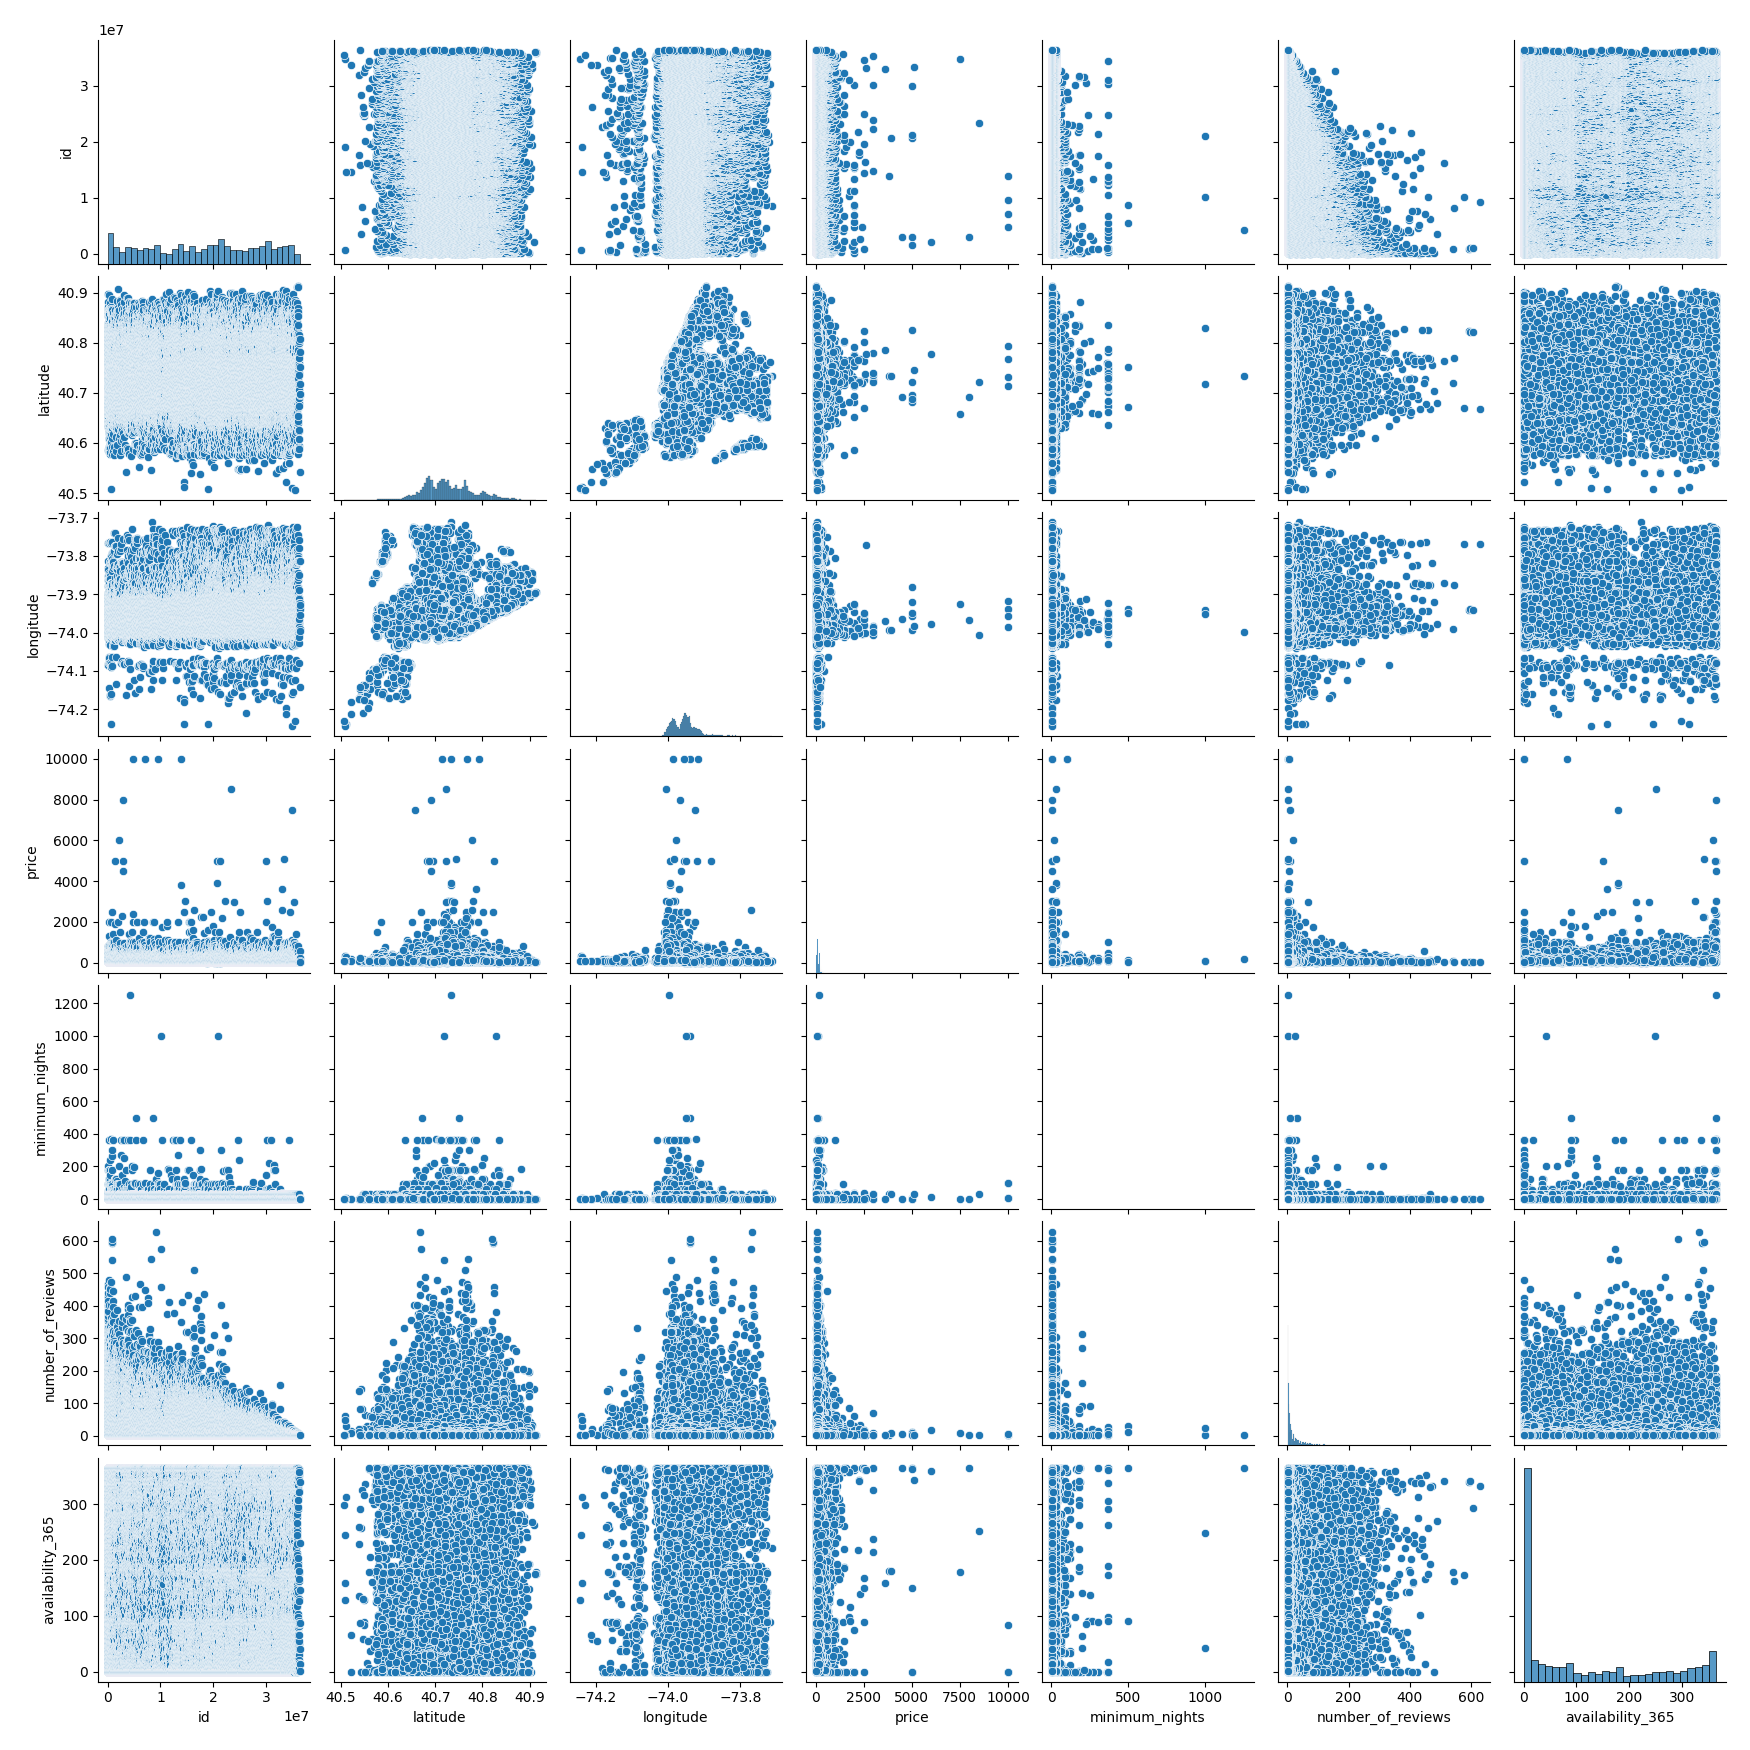 1e7
3
2
1
0
id
40.9
40.8
40.7
40.6
40.5
latitude
−73.7
−73.8
−73.9
−74.0
−74.1
−74.2
longitude
10000
8000
6000
4000
2000
0
price
1200
1000
800
600
400
200
0
minimum_nights
600
500
400
300
200
100
0
number_of_reviews
300
200
100
0
availability_365
0 1 2 3
1e7
id
40.5 40.6 40.7 40.8 40.9
latitude
−74.2 −74.0 −73.8
longitude
0 2500 5000 7500 10000
price
0 500 1000
minimum_nights
0 200 400 600
number_of_reviews
0 100 200 300
availability_365